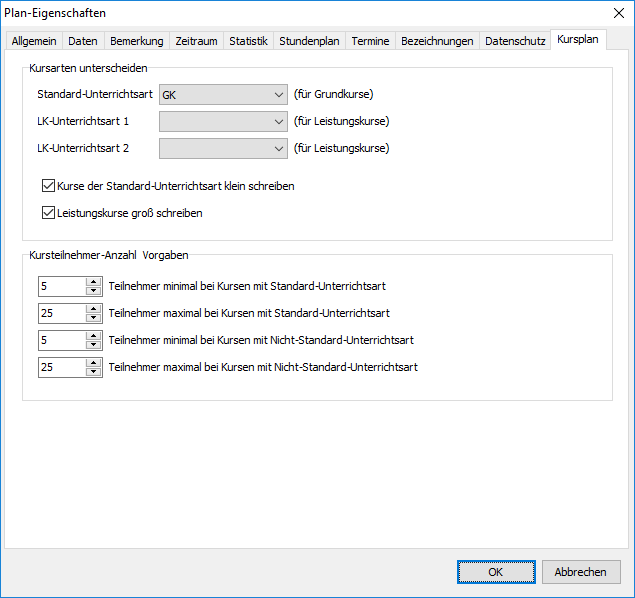 Plan-Eigenschaften
Allgemein Daten Bemerkung Zeitraum Statistik Stundenplan Termine Bezeichnungen Datenschutz Kursplan
Kursarten unterscheiden
Standard-Unterrichtsart GK (für Grundkurse)
LK-Unterrichtsart 1 (für Leistungskurse)
LK-Unterrichtsart 2 (für Leistungskurse)
Kurse der Standard-Unterrichtsart klein schreiben
Leistungskurse groß schreiben
Kursteilnehmer-Anzahl Vorgaben
5 Teilnehmer minimal bei Kursen mit Standard-Unterrichtsart
25 Teilnehmer maximal bei Kursen mit Standard-Unterrichtsart
5 Teilnehmer minimal bei Kursen mit Nicht-Standard-Unterrichtsart
25 Teilnehmer maximal bei Kursen mit Nicht-Standard-Unterrichtsart
OK Abbrechen